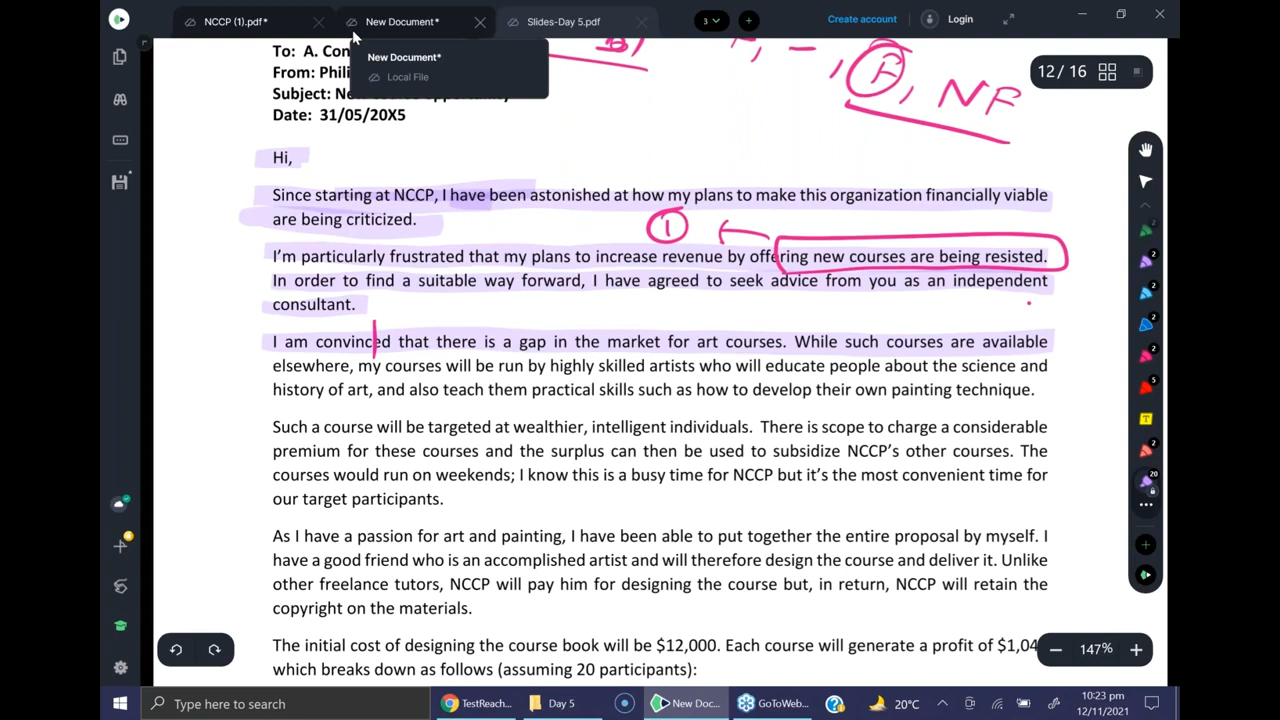 NCCP (1).pdf*
New Document*
Slides-Day 5.pdf
3
Create account
Login
New Document*
Local File
12 / 16
B)
F, NF
To: A. Con
From: Phili
Subject: Ne
Date: 31/05/20X5
Hi,
Since starting at NCCP, I have been astonished at how my plans to make this organization financially viable
are being criticized.
1
I'm particularly frustrated that my plans to increase revenue by offering new courses are being resisted.
In order to find a suitable way forward, I have agreed to seek advice from you as an independent
consultant.
I am convinced that there is a gap in the market for art courses. While such courses are available
elsewhere, my courses will be run by highly skilled artists who will educate people about the science and
history of art, and also teach them practical skills such as how to develop their own painting technique.
Such a course will be targeted at wealthier, intelligent individuals. There is scope to charge a considerable
premium for these courses and the surplus can then be used to subsidize NCCP's other courses. The
courses would run on weekends; I know this is a busy time for NCCP but it's the most convenient time for
our target participants.
As I have a passion for art and painting, I have been able to put together the entire proposal by myself. I
have a good friend who is an accomplished artist and will therefore design the course and deliver it. Unlike
other freelance tutors, NCCP will pay him for designing the course but, in return, NCCP will retain the
copyright on the materials.
The initial cost of designing the course book will be $12,000. Each course will generate a profit of $1,04
which breaks down as follows (assuming 20 participants):
147%
2
2
2
2
5
T
2
20
4
Type here to search
TestReach...
Day 5
New Doc...
GoToWeb...
20°C
10:23 pm
12/11/2021